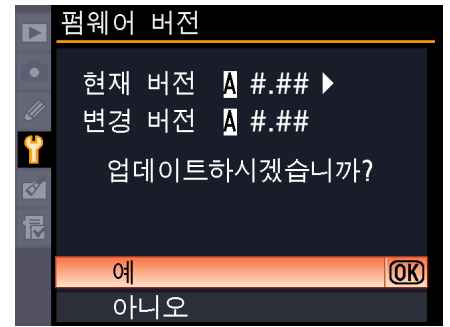 펌웨어 버전
현재 버전 A #.## ▶
변경 버전 A #.##
업데이트하시겠습니까?
예 OK
아니오